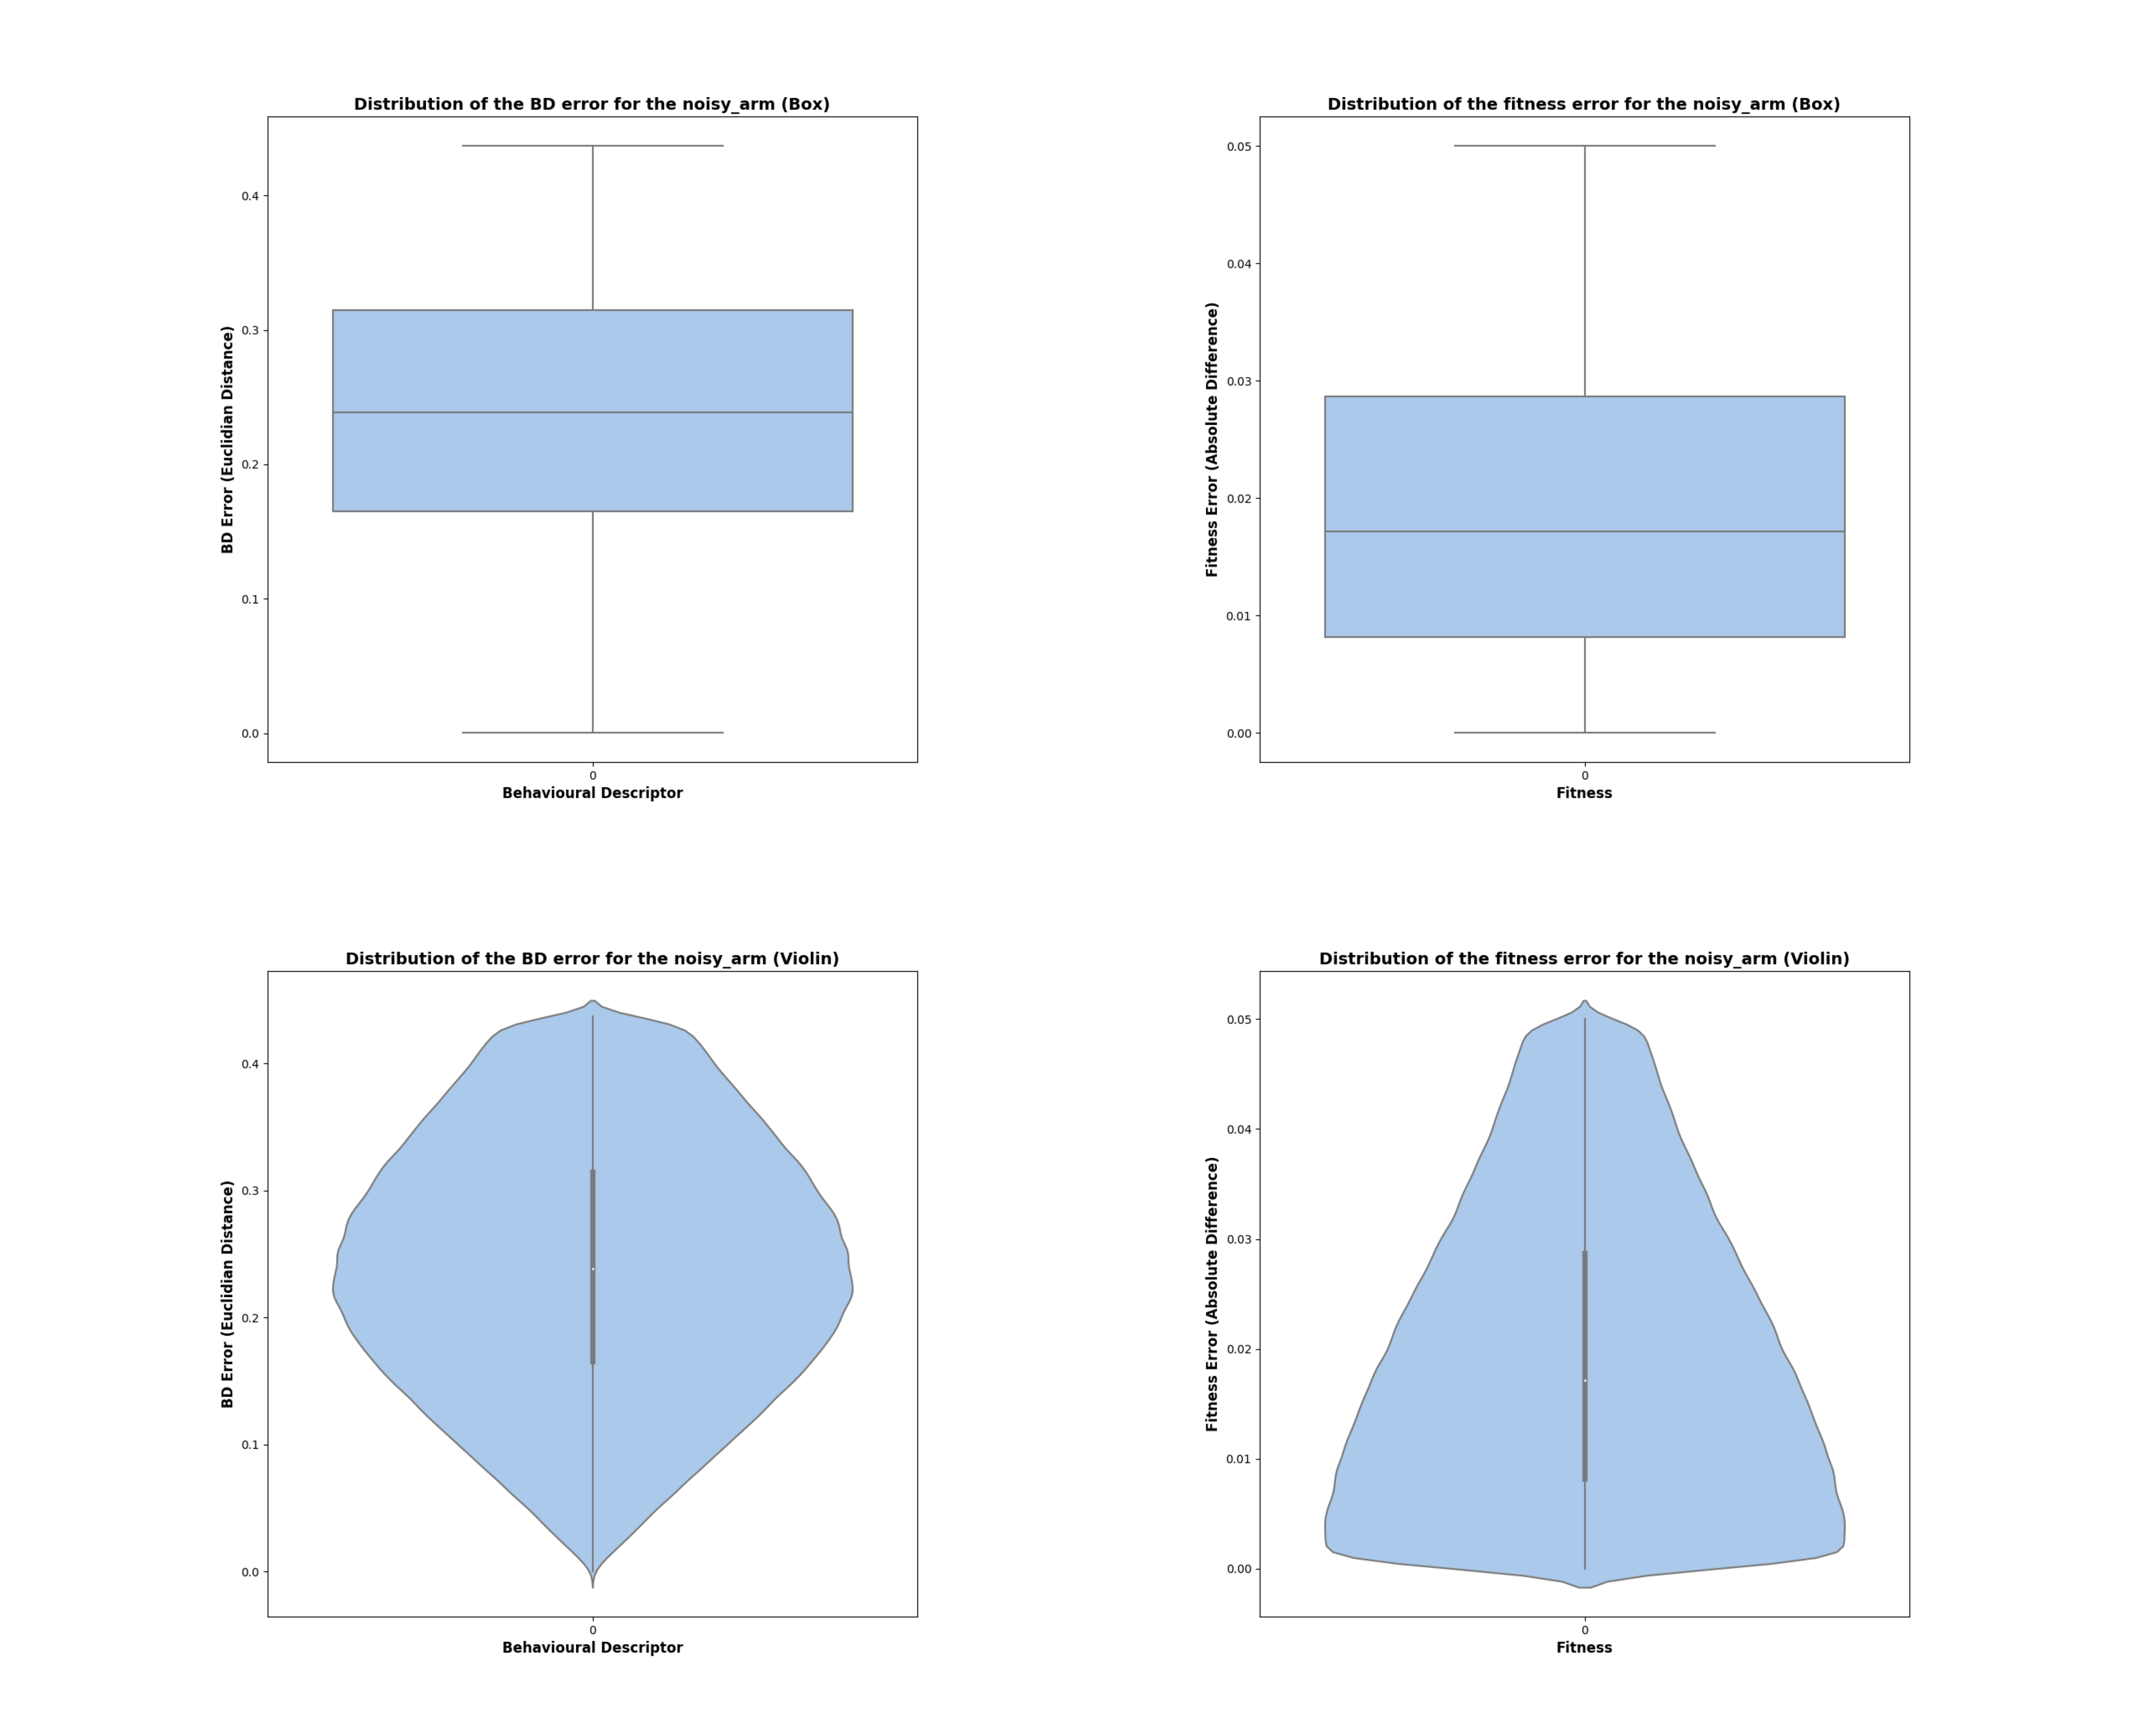 Distribution of the BD error for the noisy_arm (Box)
BD Error (Euclidian Distance)
0.4
0.3
0.2
0.1
0.0
0
Behavioural Descriptor
Distribution of the fitness error for the noisy_arm (Box)
Fitness Error (Absolute Difference)
0.05
0.04
0.03
0.02
0.01
0.00
0
Fitness
Distribution of the BD error for the noisy_arm (Violin)
BD Error (Euclidian Distance)
0.4
0.3
0.2
0.1
0.0
0
Behavioural Descriptor
Distribution of the fitness error for the noisy_arm (Violin)
Fitness Error (Absolute Difference)
0.05
0.04
0.03
0.02
0.01
0.00
0
Fitness